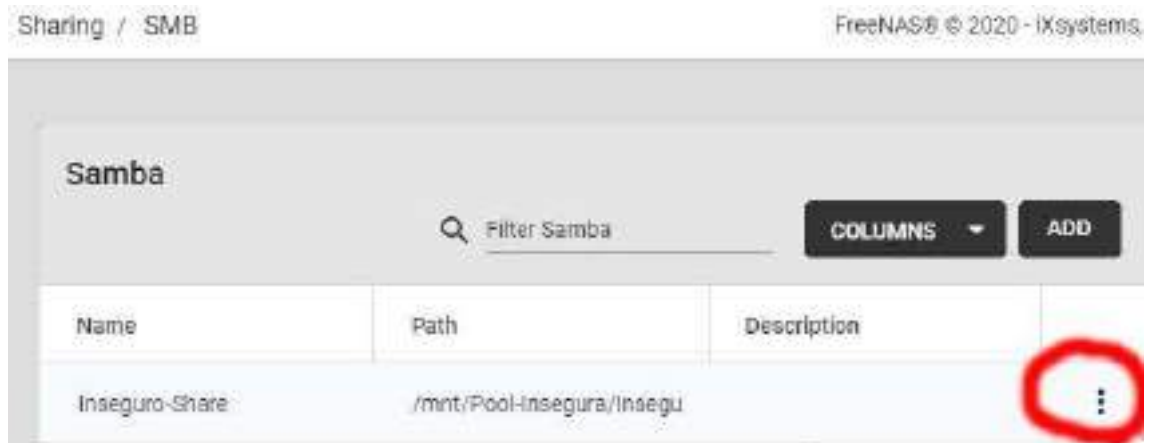 Sharing / SMB
FreeNAS® © 2020 - iXsystems,
Samba
Filter Samba
COLUMNS
ADD
Name
Path
Description
Inseguro-Share
/mnt/Pool-Insegura/Insegu